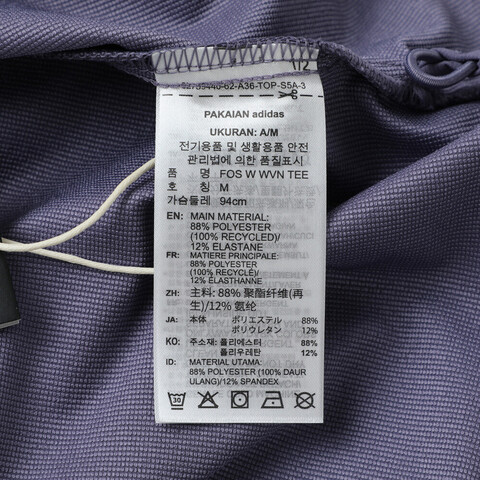 PAKAIAN adidas
UKURAN: A/M
전기용품 및 생활용품 안전
관리법에 의한 품질표시
품 명 FOS W WVN TEE
호 칭 M
가슴둘레 94cm
EN: MAIN MATERIAL:
88% POLYESTER
(100% RECYCLED)/
12% ELASTANE
FR: MATIERE PRINCIPALE:
88% POLYESTER
(100% RECYCLÉ)/
12% ÉLASTHANNE
ZH: 主料: 88% 聚酯纤维(再
生)/12% 氨纶
JA: 本体 ポリエステル 88%
ポリウレタン 12%
KO: 주소재: 폴리에스터 88%
폴리우레탄 12%
ID: MATERIAL UTAMA:
88% POLYESTER (100% DAUR
ULANG)/12% SPANDEX
30